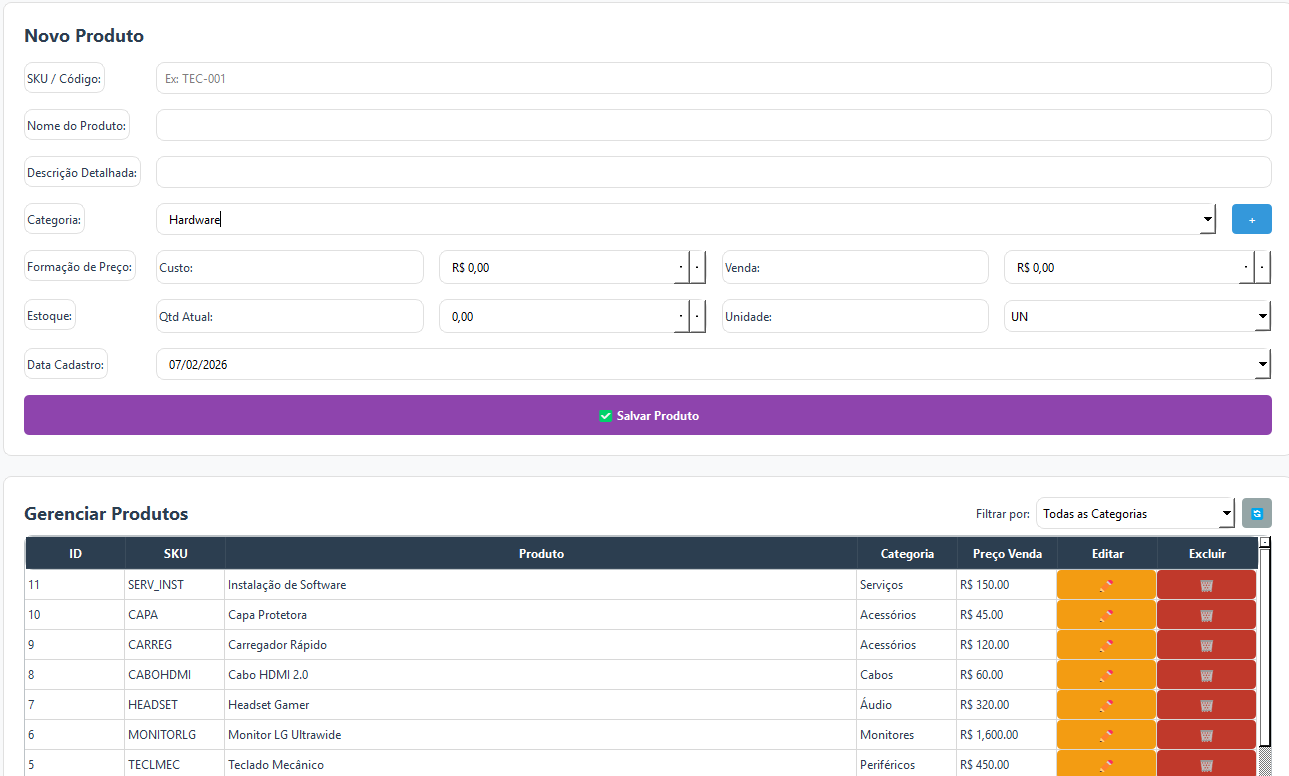 Novo Produto
SKU / Código: Ex: TEC-001
Nome do Produto:
Descrição Detalhada:
Categoria: Hardware +
Formação de Preço: Custo: R$ 0,00 Venda: R$ 0,00
Estoque: Qtd Atual: 0,00 Unidade: UN
Data Cadastro: 07/02/2026
Salvar Produto
Gerenciar Produtos Filtrar por: Todas as Categorias
ID SKU Produto Categoria Preço Venda Editar Excluir
11 SERV_INST Instalação de Software Serviços R$ 150.00
10 CAPA Capa Protetora Acessórios R$ 45.00
9 CARREG Carregador Rápido Acessórios R$ 120.00
8 CABOHDMI Cabo HDMI 2.0 Cabos R$ 60.00
7 HEADSET Headset Gamer Áudio R$ 320.00
6 MONITORLG Monitor LG Ultrawide Monitores R$ 1,600.00
5 TECLMEC Teclado Mecânico Periféricos R$ 450.00